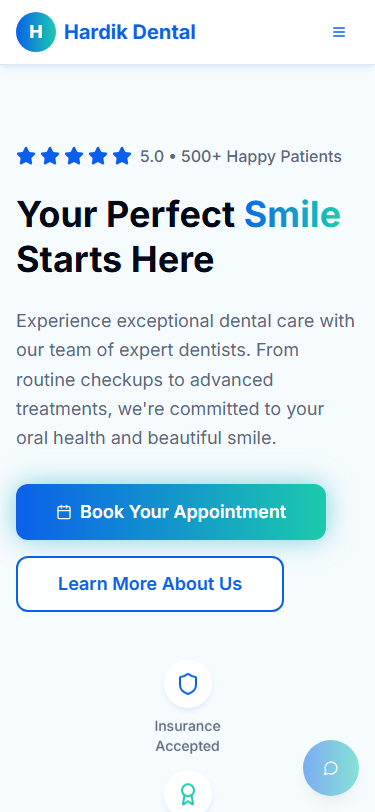 H Hardik Dental
5.0 • 500+ Happy Patients
Your Perfect Smile
Starts Here
Experience exceptional dental care with
our team of expert dentists. From
routine checkups to advanced
treatments, we're committed to your
oral health and beautiful smile.
Book Your Appointment
Learn More About Us
Insurance
Accepted